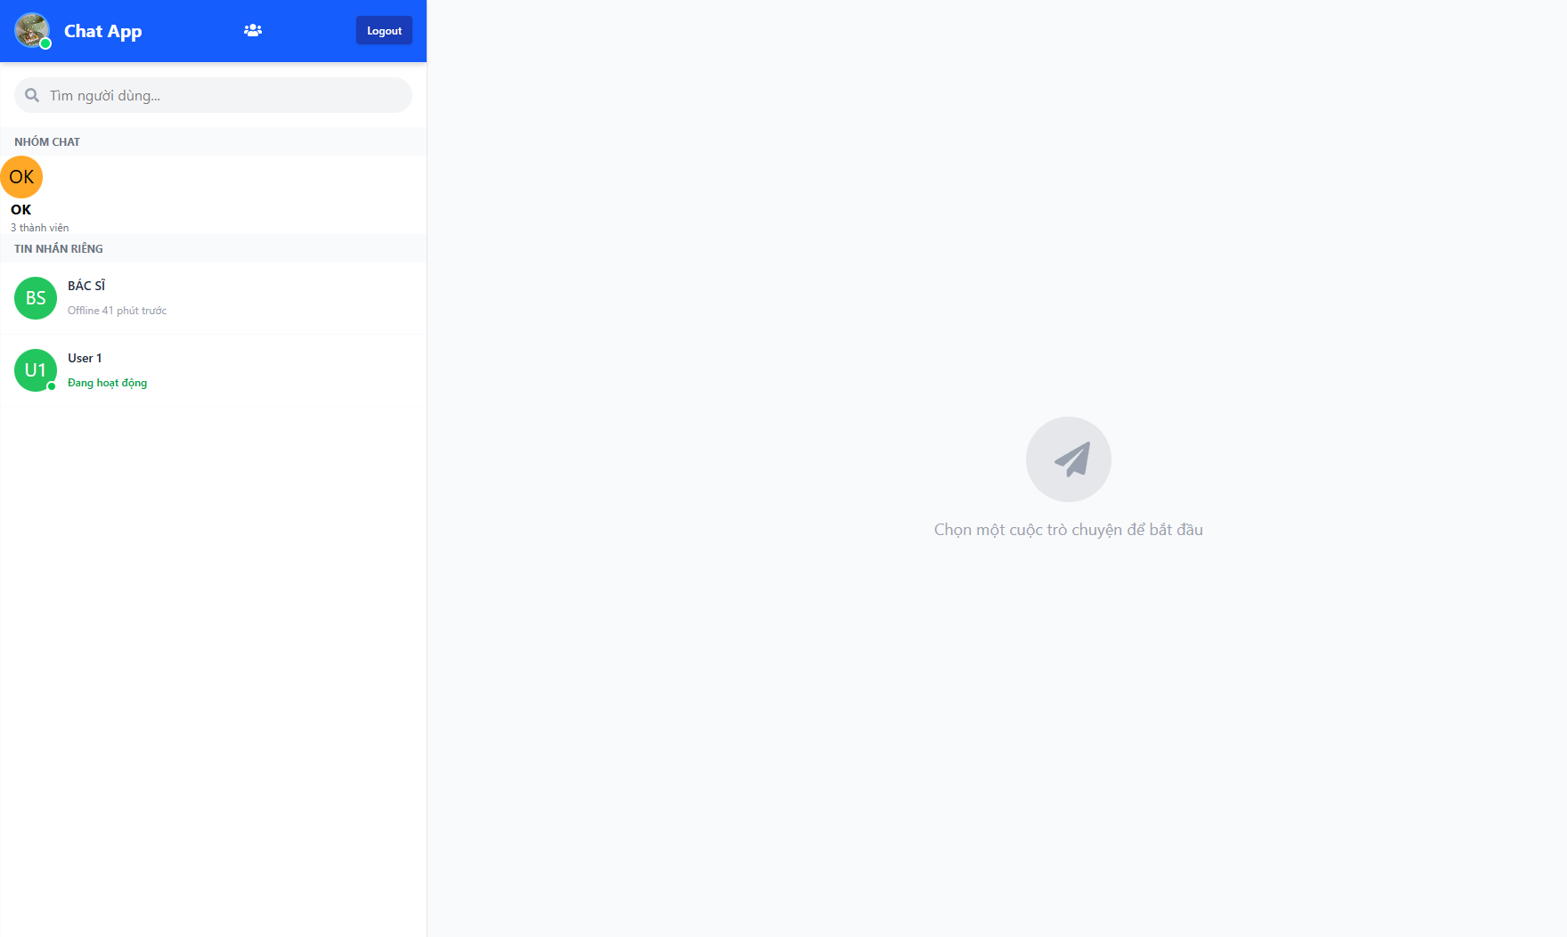 Chat App
Logout
Tìm người dùng...
NHÓM CHAT
OK
OK
3 thành viên
TIN NHẮN RIÊNG
BS
BÁC SĨ
Offline 41 phút trước
U1
User 1
Đang hoạt động
Chọn một cuộc trò chuyện để bắt đầu